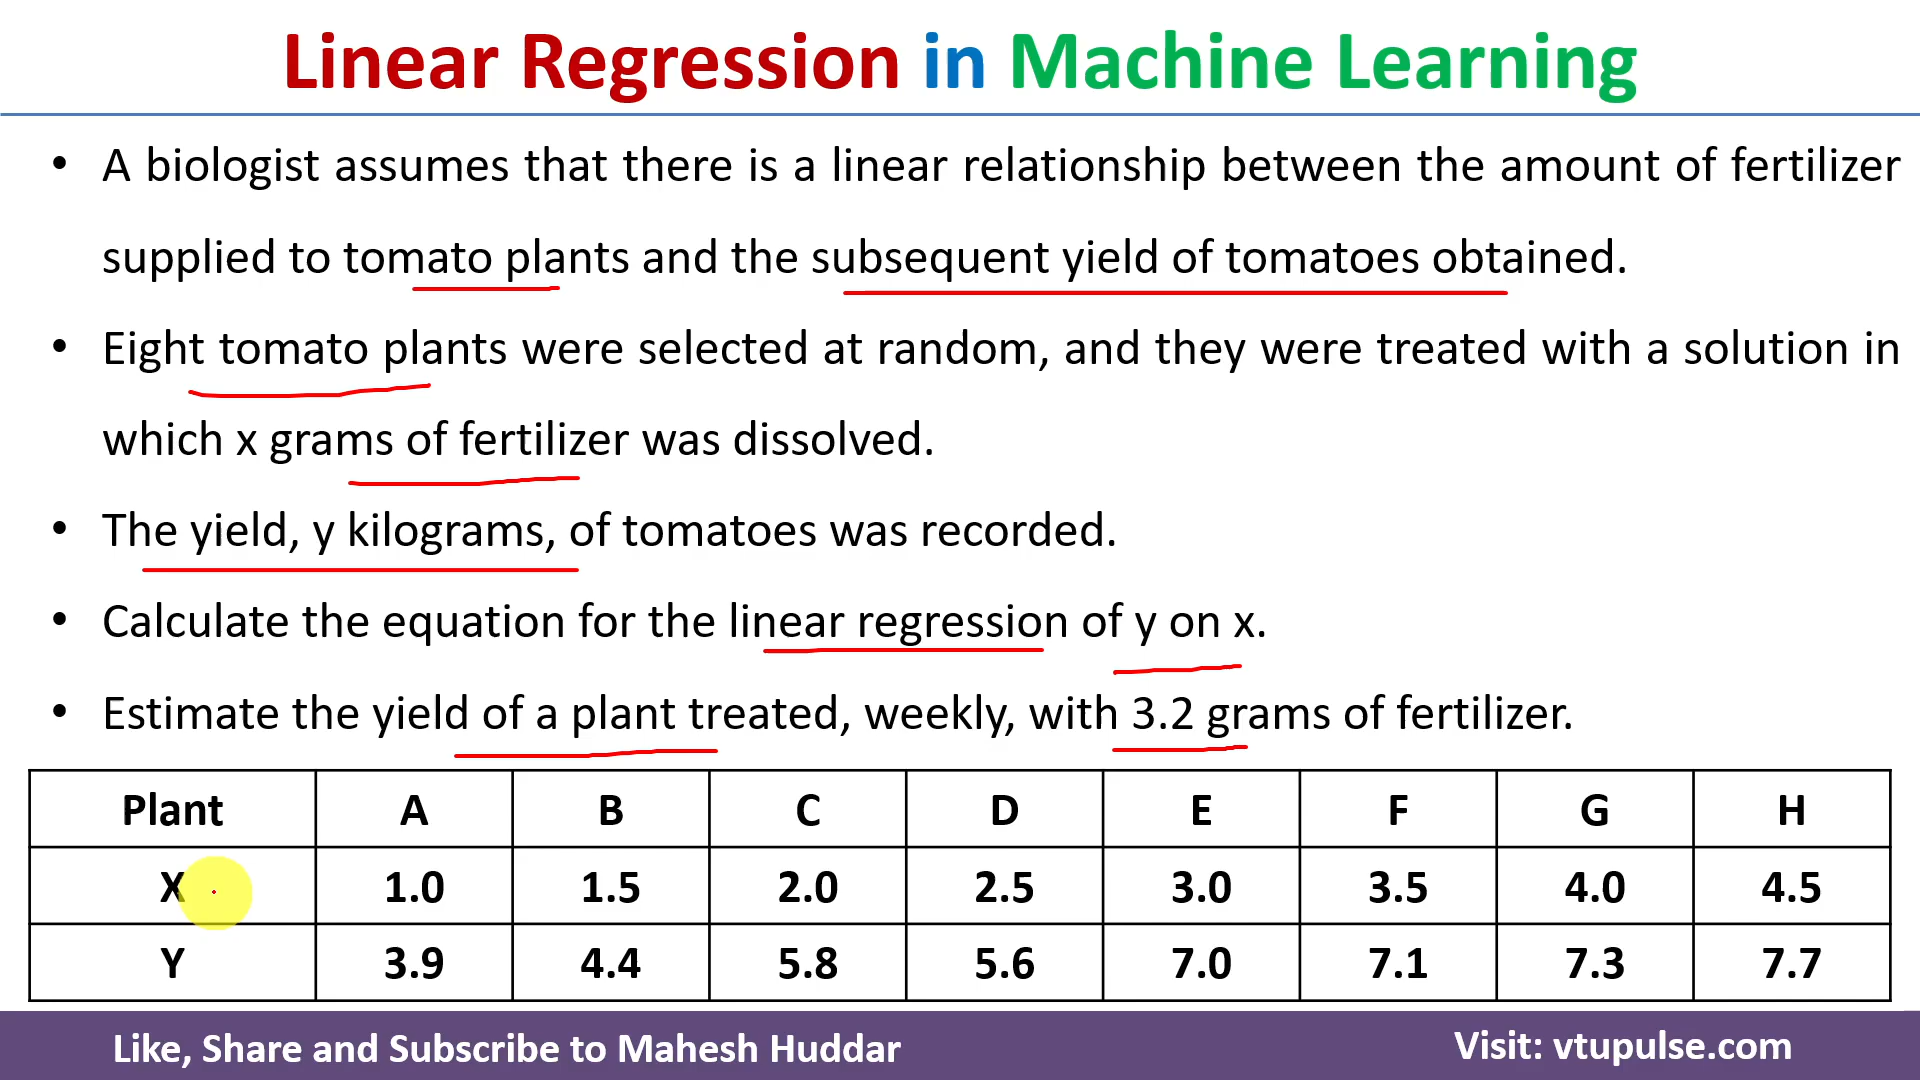 Linear Regression in Machine Learning
• A biologist assumes that there is a linear relationship between the amount of fertilizer
supplied to tomato plants and the subsequent yield of tomatoes obtained.
• Eight tomato plants were selected at random, and they were treated with a solution in
which x grams of fertilizer was dissolved.
• The yield, y kilograms, of tomatoes was recorded.
• Calculate the equation for the linear regression of y on x.
• Estimate the yield of a plant treated, weekly, with 3.2 grams of fertilizer.
Plant A B C D E F G H
X 1.0 1.5 2.0 2.5 3.0 3.5 4.0 4.5
Y 3.9 4.4 5.8 5.6 7.0 7.1 7.3 7.7
Like, Share and Subscribe to Mahesh Huddar
Visit: vtupulse.com